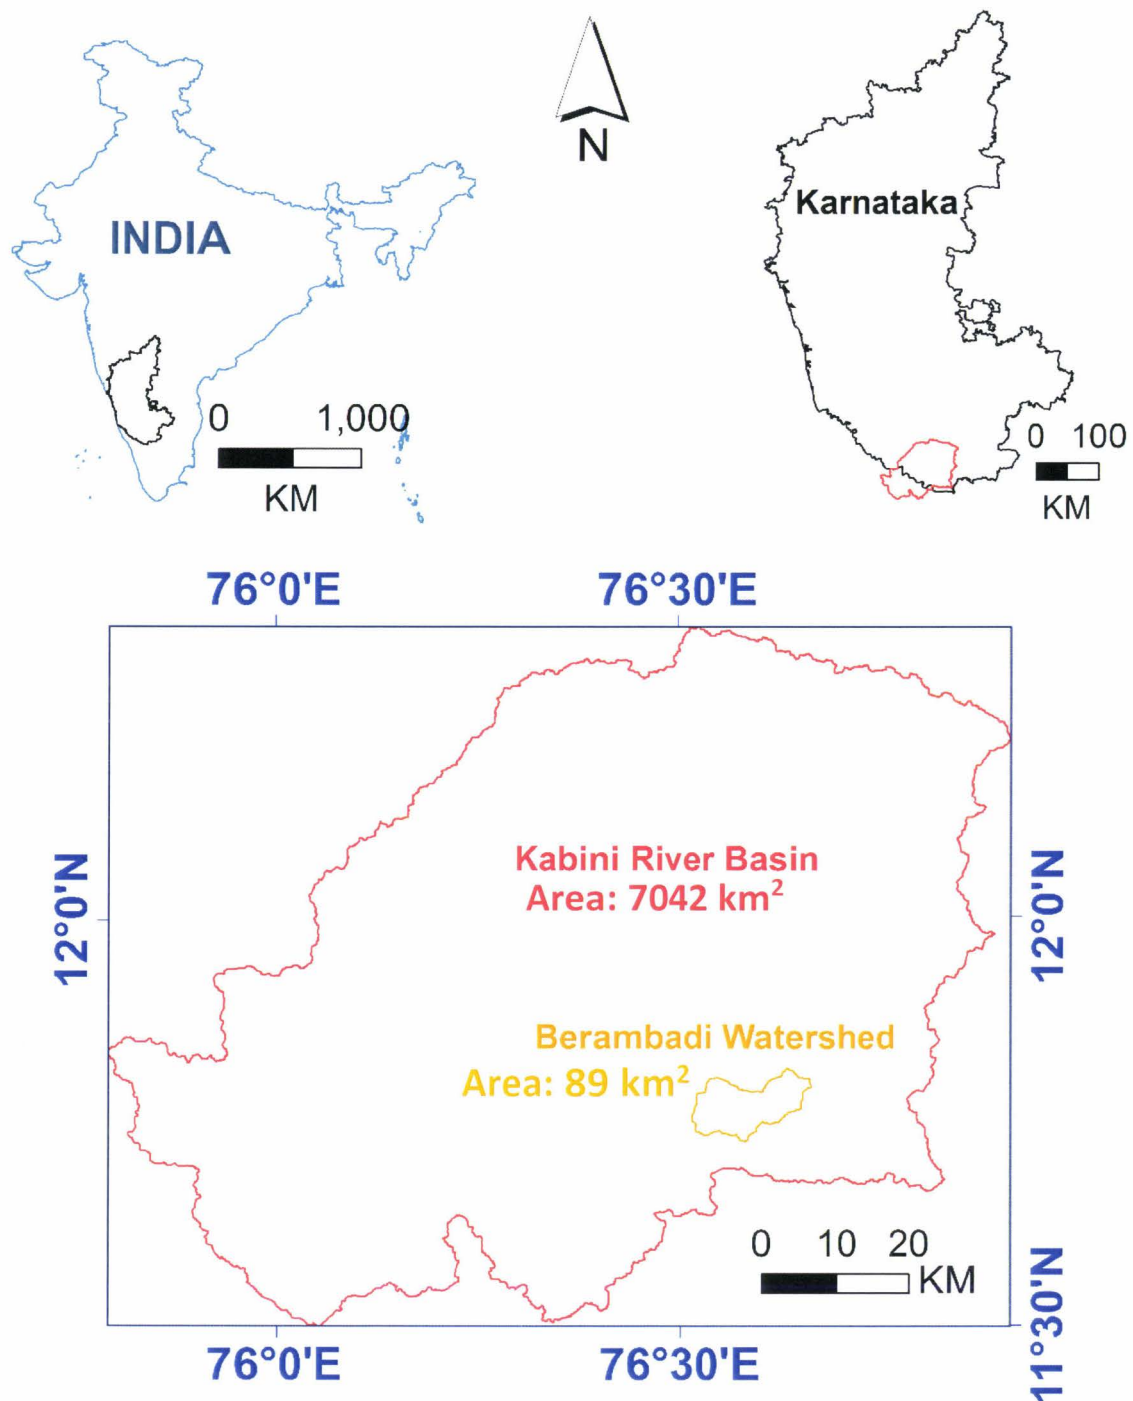 N
INDIA
0 1,000
KM
Karnataka
0 100
KM
76°0'E 76°30'E
12°0'N
12°0'N
Kabini River Basin
Area: 7042 km²
Berambadi Watershed
Area: 89 km²
0 10 20
KM
11°30'N
76°0'E 76°30'E